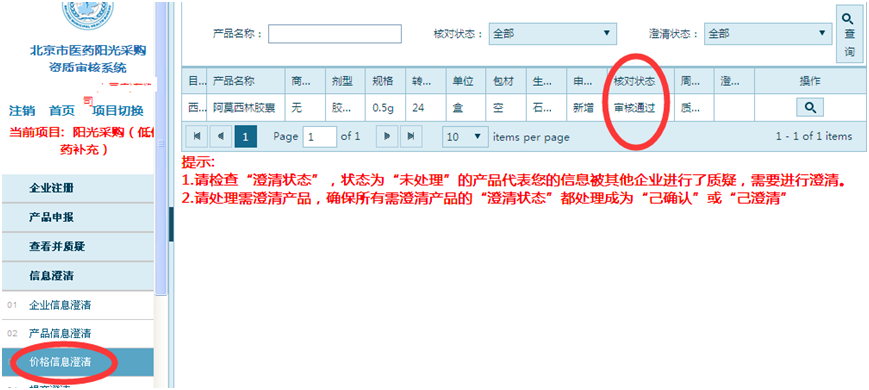 北京市医药阳光采购
资质审核系统
司
注销 首页 项目切换
当前项目：阳光采购（低价
药补充）
企业注册
产品申报
查看并质疑
信息澄清
01 企业信息澄清
02 产品信息澄清
价格信息澄清
产品名称： 核对状态： 全部 澄清状态： 全部 查询
目... 产品名称 商... 剂型 规格 转... 单位 包材 生... 申... 核对状态 周... 澄... 操作
西... 阿莫西林胶囊 无 胶... 0.5g 24 盒 空 石... 新增 审核通过 质...
1 Page 1 of 1 10 items per page 1 - 1 of 1 items
提示:
1.请检查“澄清状态”，状态为“未处理”的产品代表您的信息被其他企业进行了质疑，需要进行澄清。
2.请处理需澄清产品，确保所有需澄清产品的“澄清状态”都处理成为“已确认”或“已澄清”